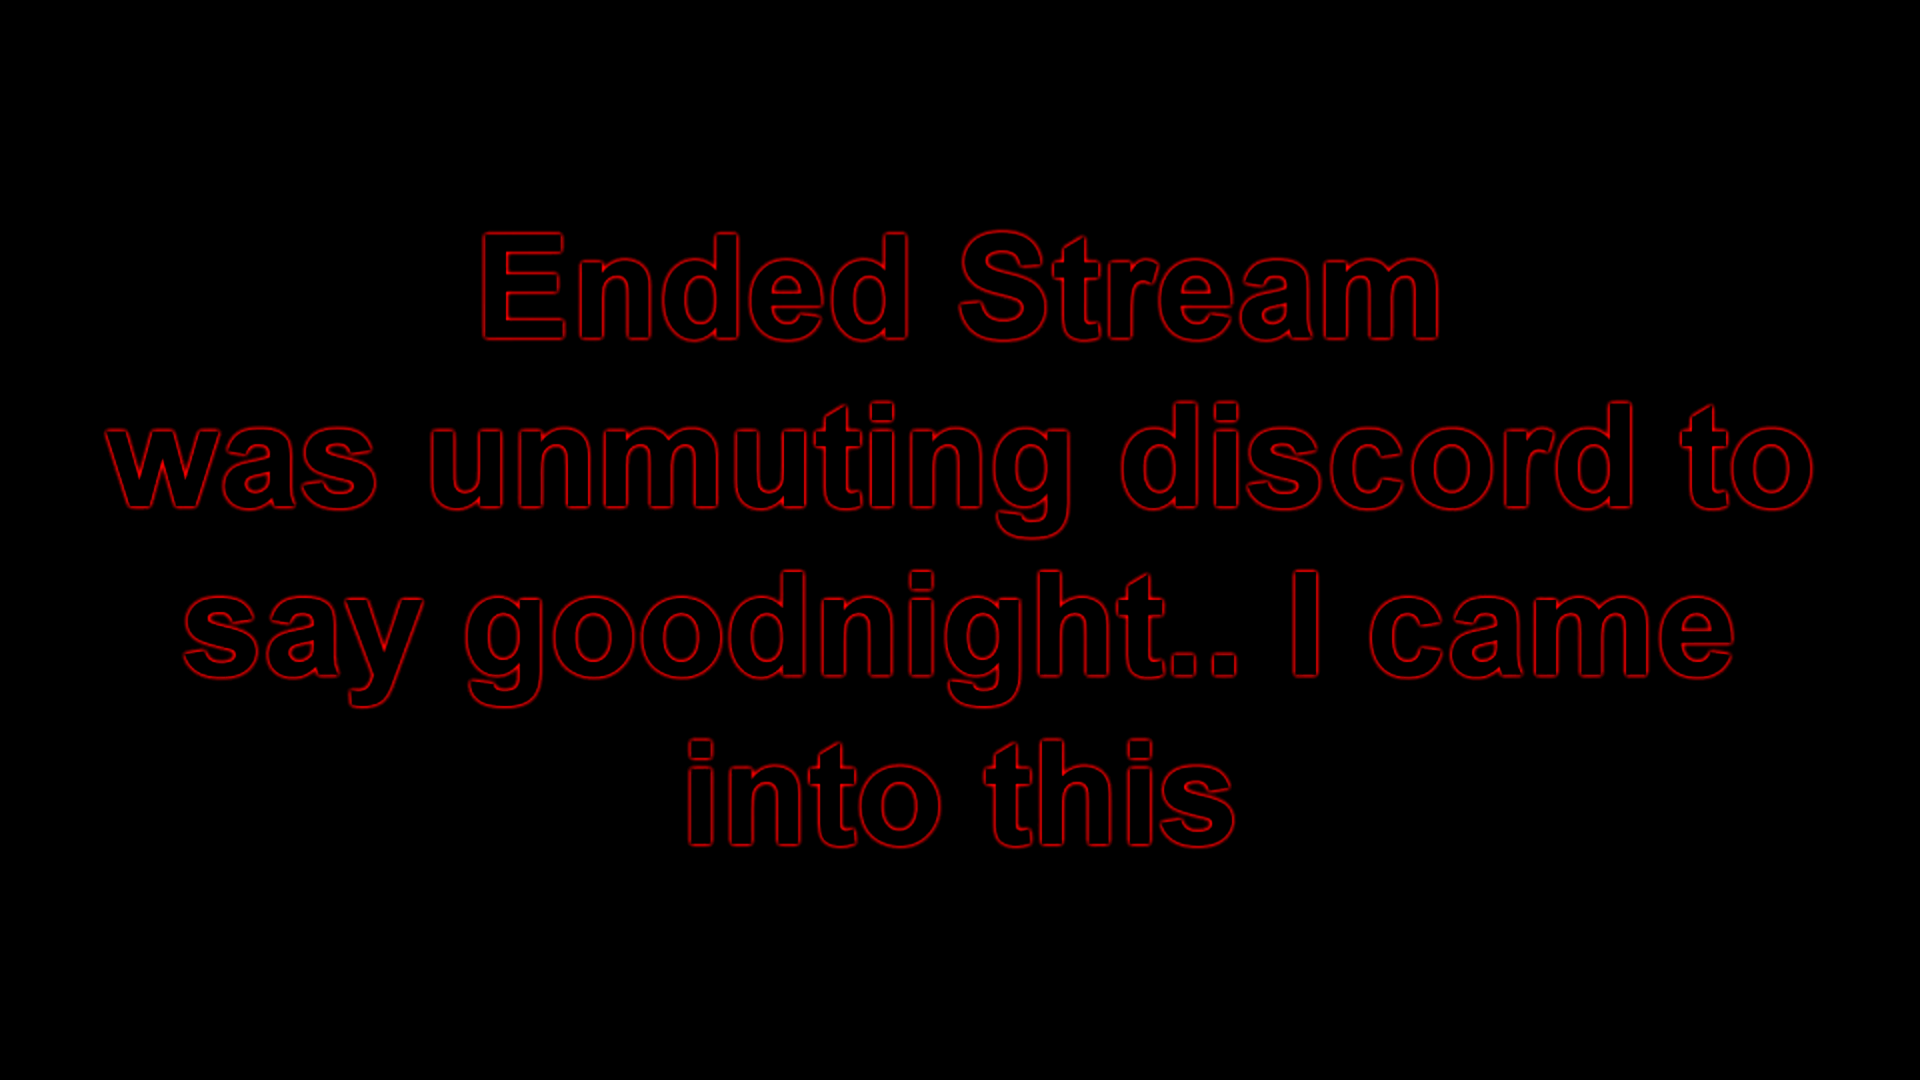 Ended Stream
was unmuting discord to
say goodnight.. I came
into this